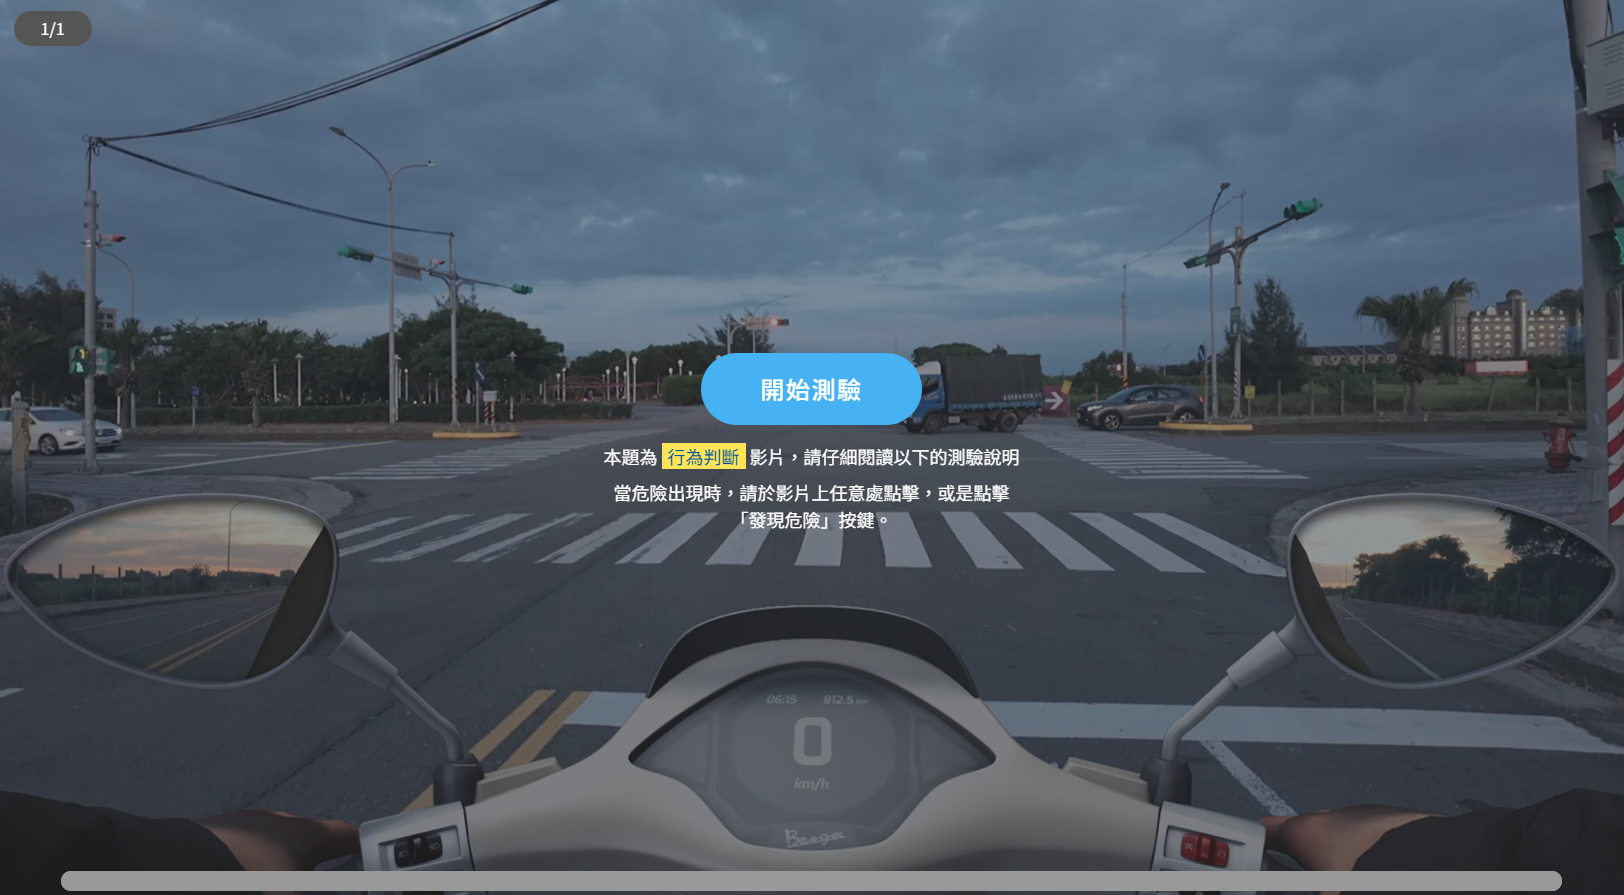 1/1
開始測驗
本題為 行為判斷 影片，請仔細閱讀以下的測驗說明
當危險出現時，請於影片上任意處點擊，或是點擊
「發現危險」按鍵。
06:15 812.5 km
0
km/h
Besga